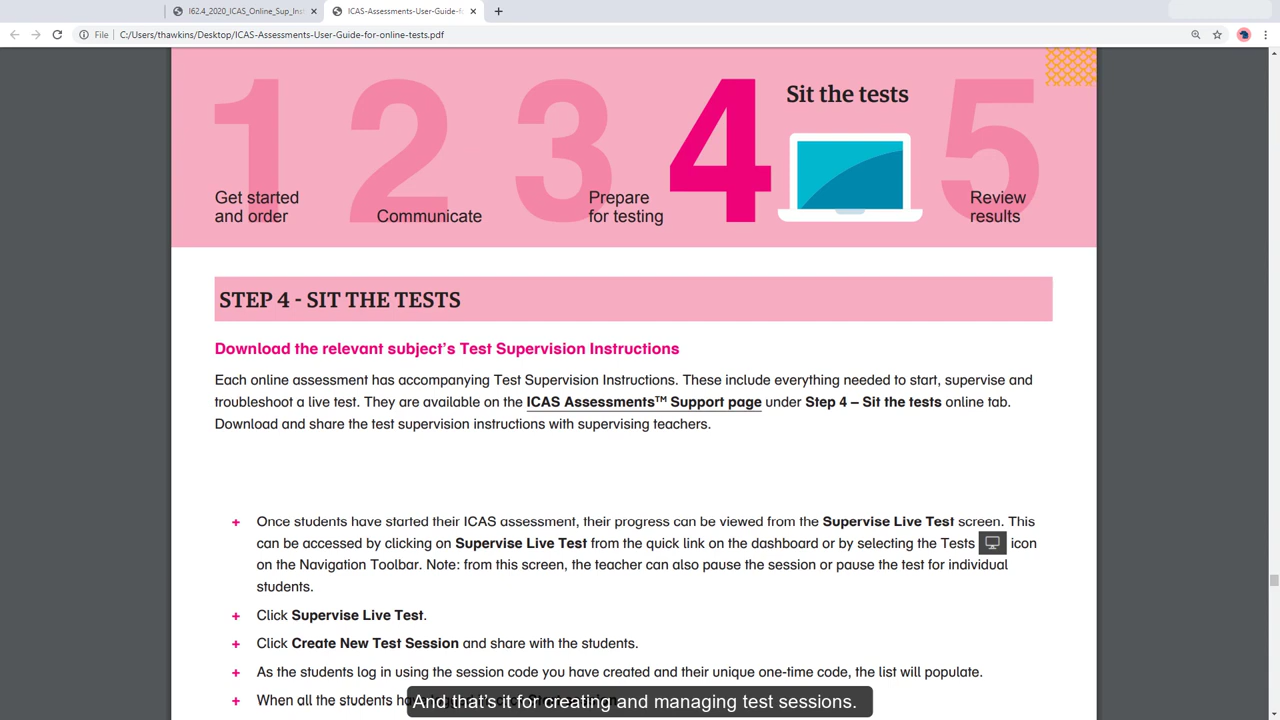 I62.4_2020_ICAS_Online_Sup_Ins
ICAS-Assessments-User-Guide-f
File
C:/Users/thawkins/Desktop/ICAS-Assessments-User-Guide-for-online-tests.pdf
1 2 3 4 5
Sit the tests
Get started
and order
Communicate
Prepare
for testing
Review
results
STEP 4 - SIT THE TESTS
Download the relevant subject’s Test Supervision Instructions
Each online assessment has accompanying Test Supervision Instructions. These include everything needed to start, supervise and
troubleshoot a live test. They are available on the ICAS Assessments™ Support page under Step 4 – Sit the tests online tab.
Download and share the test supervision instructions with supervising teachers.
+ Once students have started their ICAS assessment, their progress can be viewed from the Supervise Live Test screen. This
can be accessed by clicking on Supervise Live Test from the quick link on the dashboard or by selecting the Tests icon
on the Navigation Toolbar. Note: from this screen, the teacher can also pause the session or pause the test for individual
students.
+ Click Supervise Live Test.
+ Click Create New Test Session and share with the students.
+ As the students log in using the session code you have created and their unique one-time code, the list will populate.
+ When all the students
And that’s it for creating and managing test sessions.